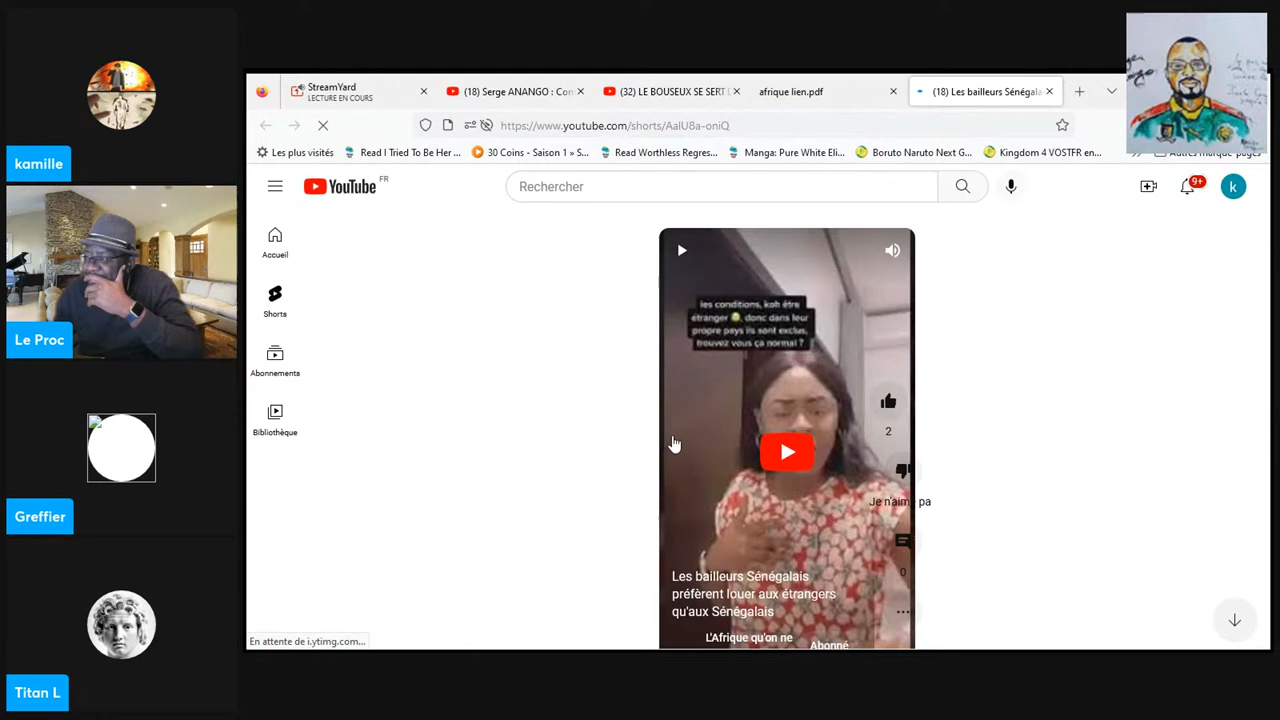 kamille
Le Proc
Greffier
Titan L
StreamYard
LECTURE EN COURS
(18) Serge ANANGO : Con
(32) LE BOUSEUX SE SERT
afrique lien.pdf
(18) Les bailleurs Sénégala
https://www.youtube.com/shorts/AalU8a-oniQ
Les plus visités
Read I Tried To Be Her ...
30 Coins - Saison 1 » S...
Read Worthless Regres...
Manga: Pure White Eli...
Boruto Naruto Next G...
Kingdom 4 VOSTFR en...
Autres marque-pages
YouTube FR
Rechercher
9+
k
Accueil
Shorts
Abonnements
Bibliothèque
les conditions, koh être
étranger, donc dans leur
propre pays ils sont exclus,
trouvez vous ça normal ?
2
Je n'aime pa
0
Les bailleurs Sénégalais
préfèrent louer aux étrangers
qu'aux Sénégalais
L'Afrique qu'on ne
Abonné
En attente de i.ytimg.com...